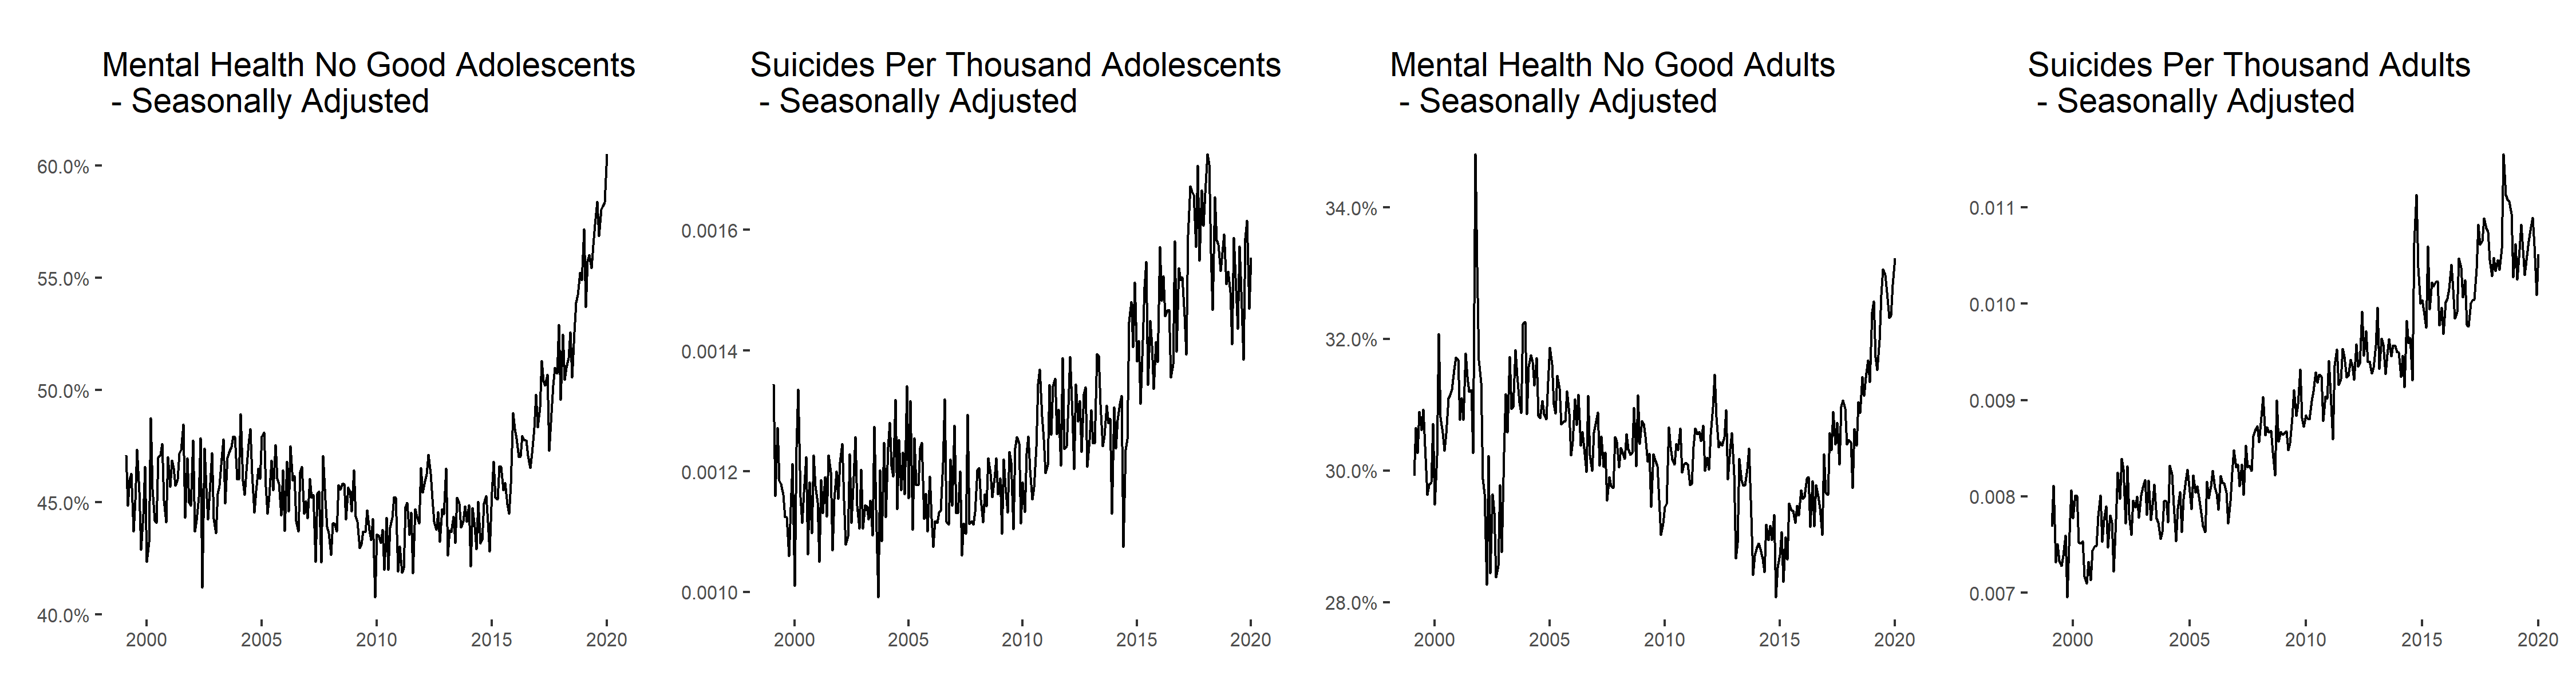 Mental Health No Good Adolescents
- Seasonally Adjusted
60.0%
55.0%
50.0%
45.0%
40.0%
2000 2005 2010 2015 2020
Suicides Per Thousand Adolescents
- Seasonally Adjusted
0.0016
0.0014
0.0012
0.0010
2000 2005 2010 2015 2020
Mental Health No Good Adults
- Seasonally Adjusted
34.0%
32.0%
30.0%
28.0%
2000 2005 2010 2015 2020
Suicides Per Thousand Adults
- Seasonally Adjusted
0.011
0.010
0.009
0.008
0.007
2000 2005 2010 2015 2020